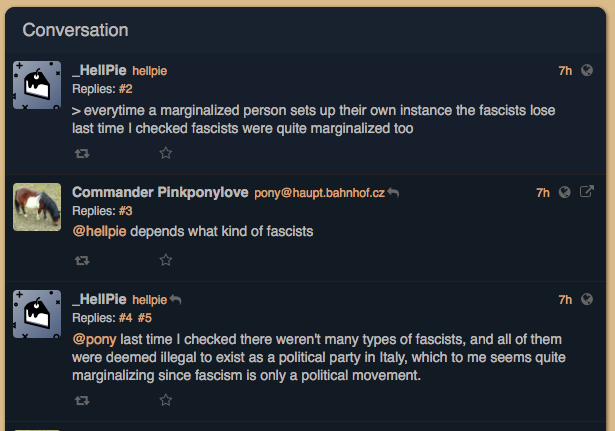 Conversation
_HellPie hellpie 7h
Replies: #2
> everytime a marginalized person sets up their own instance the fascists lose
last time I checked fascists were quite marginalized too
Commander Pinkponylove pony@haupt.bahnhof.cz 7h
Replies: #3
@hellpie depends what kind of fascists
_HellPie hellpie 7h
Replies: #4 #5
@pony last time I checked there weren't many types of fascists, and all of them
were deemed illegal to exist as a political party in Italy, which to me seems quite
marginalizing since fascism is only a political movement.